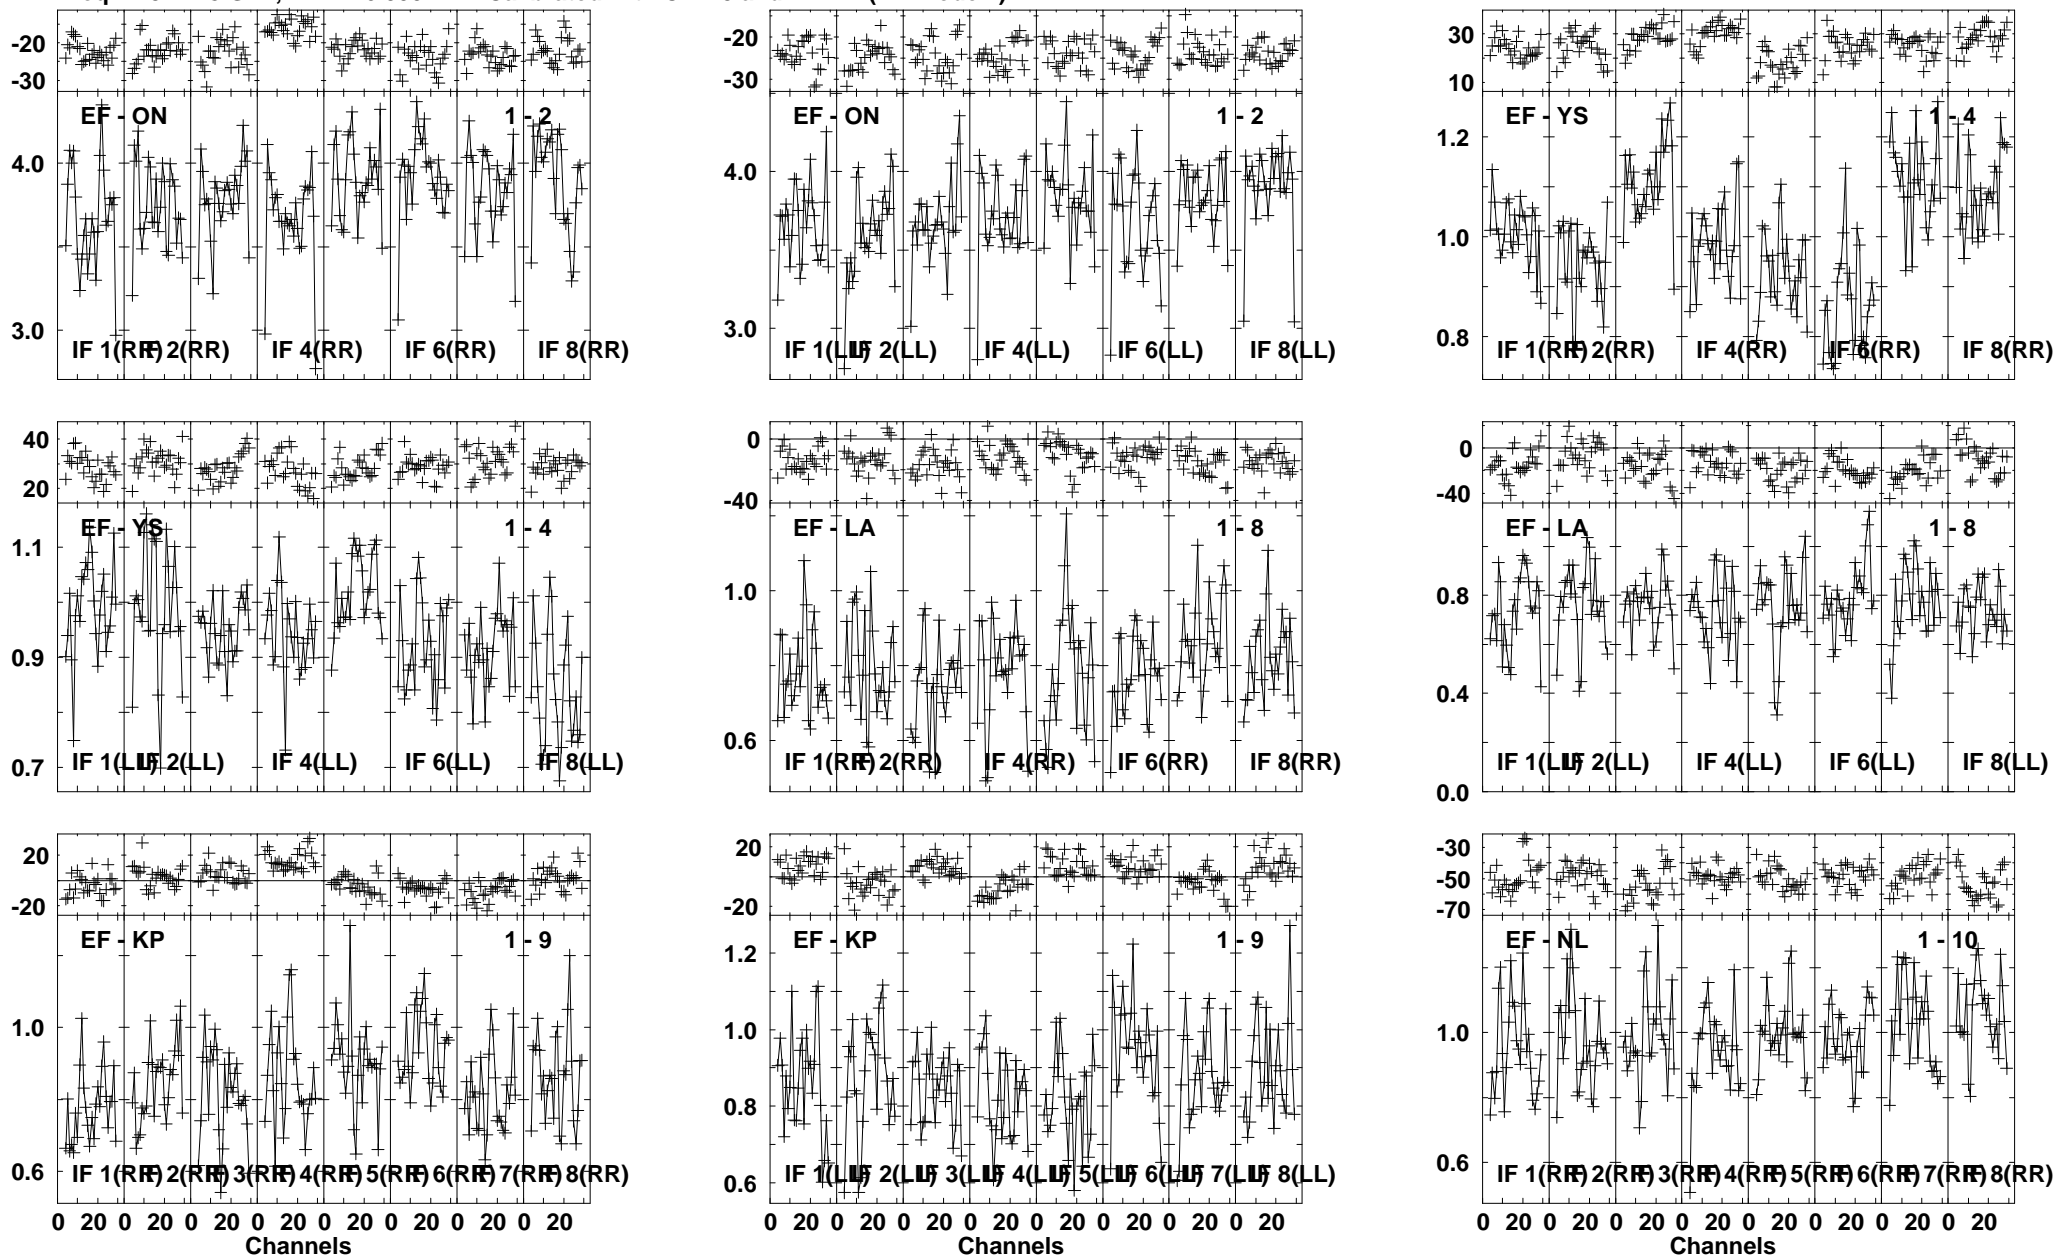 -20
-30
EF - ON
1 - 2
4.0
3.0
IF 1(RR)
IF 2(RR)
IF 4(RR)
IF 6(RR)
IF 8(RR)
-20
-30
EF - ON
1 - 2
4.0
3.0
IF 1(LL)
IF 2(LL)
IF 4(LL)
IF 6(LL)
IF 8(LL)
30
10
EF - YS
1 - 4
1.2
1.0
0.8
IF 1(RR)
IF 2(RR)
IF 4(RR)
IF 6(RR)
IF 8(RR)
40
20
EF - YS
1 - 4
1.1
0.9
0.7
IF 1(LL)
IF 2(LL)
IF 4(LL)
IF 6(LL)
IF 8(LL)
0
-40
EF - LA
1 - 8
1.0
0.6
IF 1(RR)
IF 2(RR)
IF 4(RR)
IF 6(RR)
IF 8(RR)
0
-40
EF - LA
1 - 8
0.8
0.4
0.0
IF 1(LL)
IF 2(LL)
IF 4(LL)
IF 6(LL)
IF 8(LL)
20
-20
EF - KP
1 - 9
1.0
0.6
IF 1(RR)
IF 2(RR)
IF 3(RR)
IF 4(RR)
IF 5(RR)
IF 6(RR)
IF 7(RR)
IF 8(RR)
0 20 0 20 0 20 0 20 0 20 0 20 0 20 0 20
Channels
20
-20
EF - KP
1 - 9
1.2
1.0
0.8
0.6
IF 1(LL)
IF 2(LL)
IF 3(LL)
IF 4(LL)
IF 5(LL)
IF 6(LL)
IF 7(LL)
IF 8(LL)
0 20 0 20 0 20 0 20 0 20 0 20 0 20 0 20
Channels
-30
-50
-70
EF - NL
1 - 10
1.0
0.6
IF 1(RR)
IF 2(RR)
IF 3(RR)
IF 4(RR)
IF 5(RR)
IF 6(RR)
IF 7(RR)
IF 8(RR)
0 20 0 20 0 20 0 20 0 20 0 20 0 20 0 20
Channels